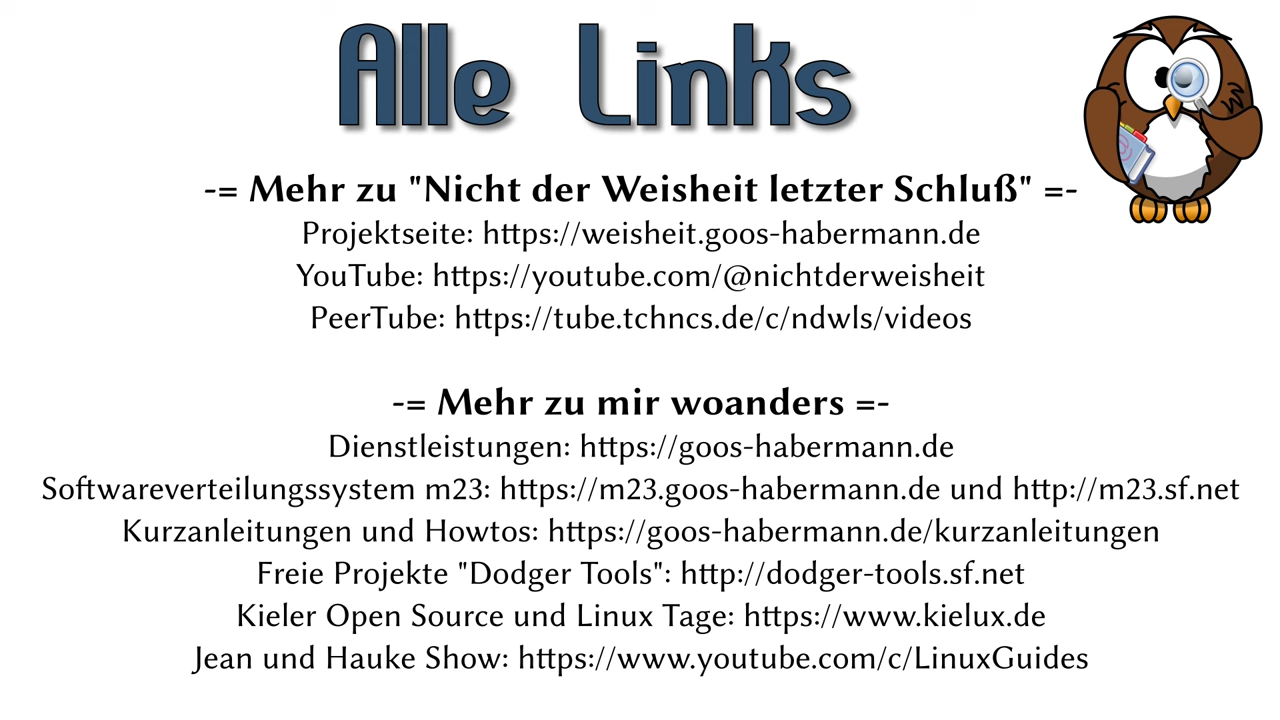 Alle Links
-= Mehr zu "Nicht der Weisheit letzter Schluß" =-
Projektseite: https://weisheit.goos-habermann.de
YouTube: https://youtube.com/@nichtderweisheit
PeerTube: https://tube.tchncs.de/c/ndwls/videos
-= Mehr zu mir woanders =-
Dienstleistungen: https://goos-habermann.de
Softwareverteilungssystem m23: https://m23.goos-habermann.de und http://m23.sf.net
Kurzanleitungen und Howtos: https://goos-habermann.de/kurzanleitungen
Freie Projekte "Dodger Tools": http://dodger-tools.sf.net
Kieler Open Source und Linux Tage: https://www.kielux.de
Jean und Hauke Show: https://www.youtube.com/c/LinuxGuides